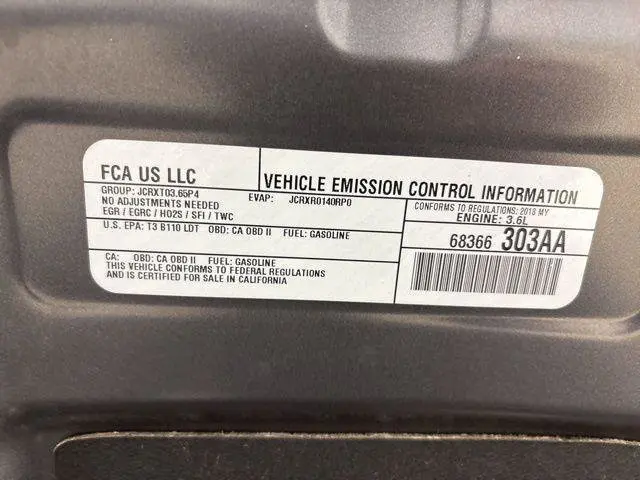 FCA US LLC
VEHICLE EMISSION CONTROL INFORMATION
GROUP: JCRXT03.65P4 EVAP: JCRXR0140RP0
NO ADJUSTMENTS NEEDED
EGR / EGRC / HO2S / SFI / TWC
CONFORMS TO REGULATIONS: 2018 MY
ENGINE: 3.6L
U.S. EPA: T3 B110 LDT OBD: CA OBD II FUEL: GASOLINE
68366 303AA
CA: OBD: CA OBD II FUEL: GASOLINE
THIS VEHICLE CONFORMS TO FEDERAL REGULATIONS
AND IS CERTIFIED FOR SALE IN CALIFORNIA